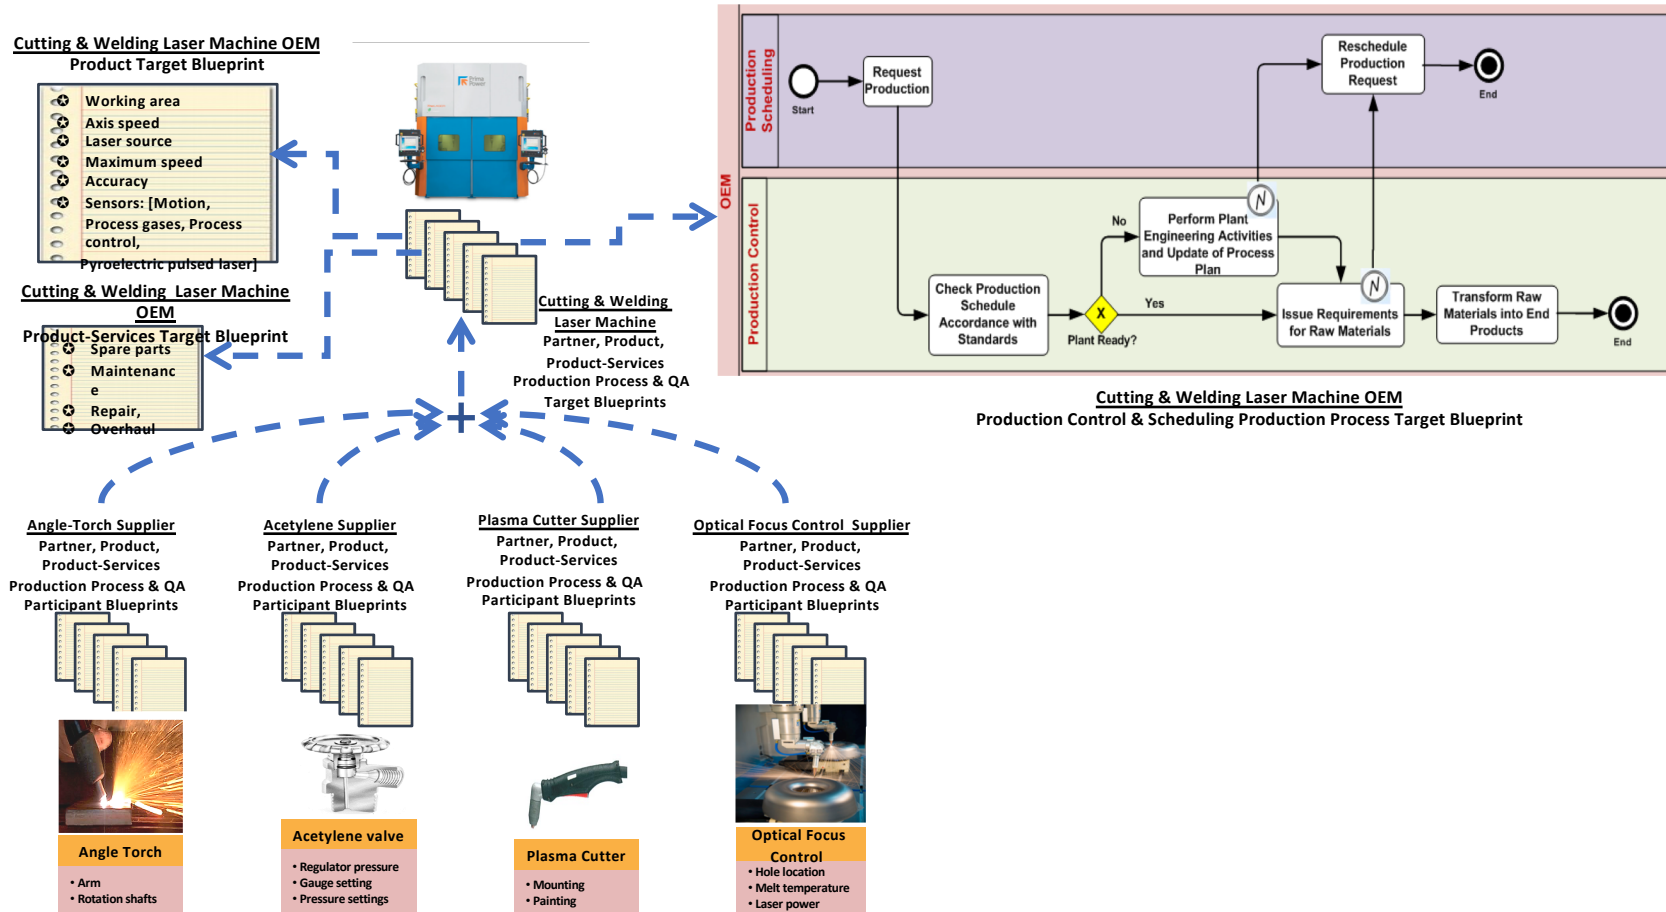 Cutting & Welding Laser Machine OEM
Product Target Blueprint
Working area
Axis speed
Laser source
Maximum speed
Accuracy
Sensors: [Motion,
Process gases, Process
control,
Pyroelectric pulsed laser]
Cutting & Welding Laser Machine
OEM
Product-Services Target Blueprint
Spare parts
Maintenanc
e
Repair,
Overhaul
Prima
Power
Cutting & Welding
Laser Machine
Partner, Product,
Product-Services
Production Process & QA
Target Blueprints
OEM
Production
Scheduling
Start
Request
Production
Reschedule
Production
Request
End
Production Control
Check Production
Schedule
Accordance with
Standards
X
Plant Ready?
No
Yes
N
Perform Plant
Engineering Activities
and Update of Process
Plan
N
Issue Requirements
for Raw Materials
Transform Raw
Materials into End
Products
End
Cutting & Welding Laser Machine OEM
Production Control & Scheduling Production Process Target Blueprint
Angle-Torch Supplier
Partner, Product,
Product-Services
Production Process & QA
Participant Blueprints
Angle Torch
• Arm
• Rotation shafts
Acetylene Supplier
Partner, Product,
Product-Services
Production Process & QA
Participant Blueprints
Acetylene valve
• Regulator pressure
• Gauge setting
• Pressure settings
Plasma Cutter Supplier
Partner, Product,
Product-Services
Production Process & QA
Participant Blueprints
Plasma Cutter
• Mounting
• Painting
Optical Focus Control Supplier
Partner, Product,
Product-Services
Production Process & QA
Participant Blueprints
Optical Focus
Control
• Hole location
• Melt temperature
• Laser power